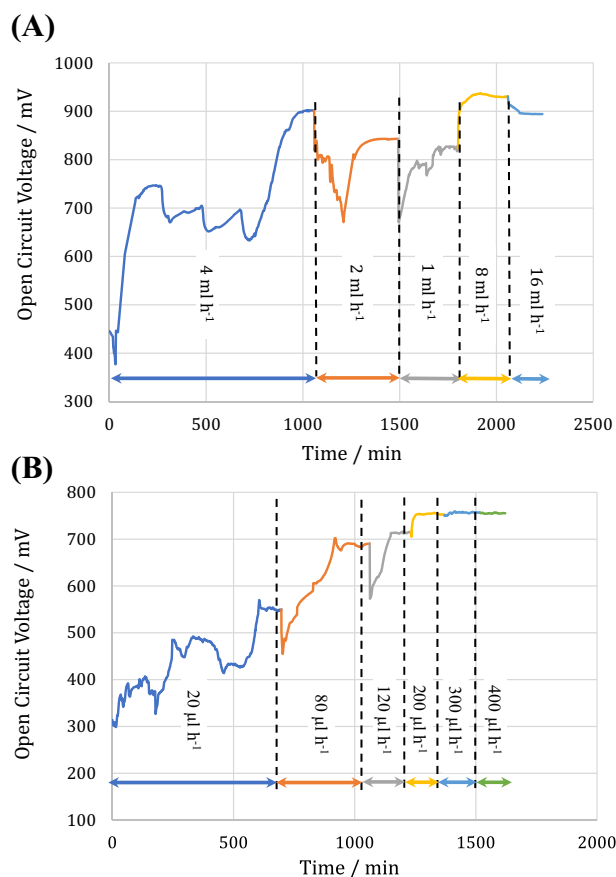 (A)
1000
900
800
700
600
500
400
300
Open Circuit Voltage / mV
4 ml h⁻¹
2 ml h⁻¹
1 ml h⁻¹
8 ml h⁻¹
16 ml h⁻¹
0 500 1000 1500 2000 2500
Time / min
(B)
800
700
600
500
400
300
200
100
Open Circuit Voltage / mV
20 µl h⁻¹
80 µl h⁻¹
120 µl h⁻¹
200 µl h⁻¹
300 µl h⁻¹
400 µl h⁻¹
0 500 1000 1500 2000
Time / min